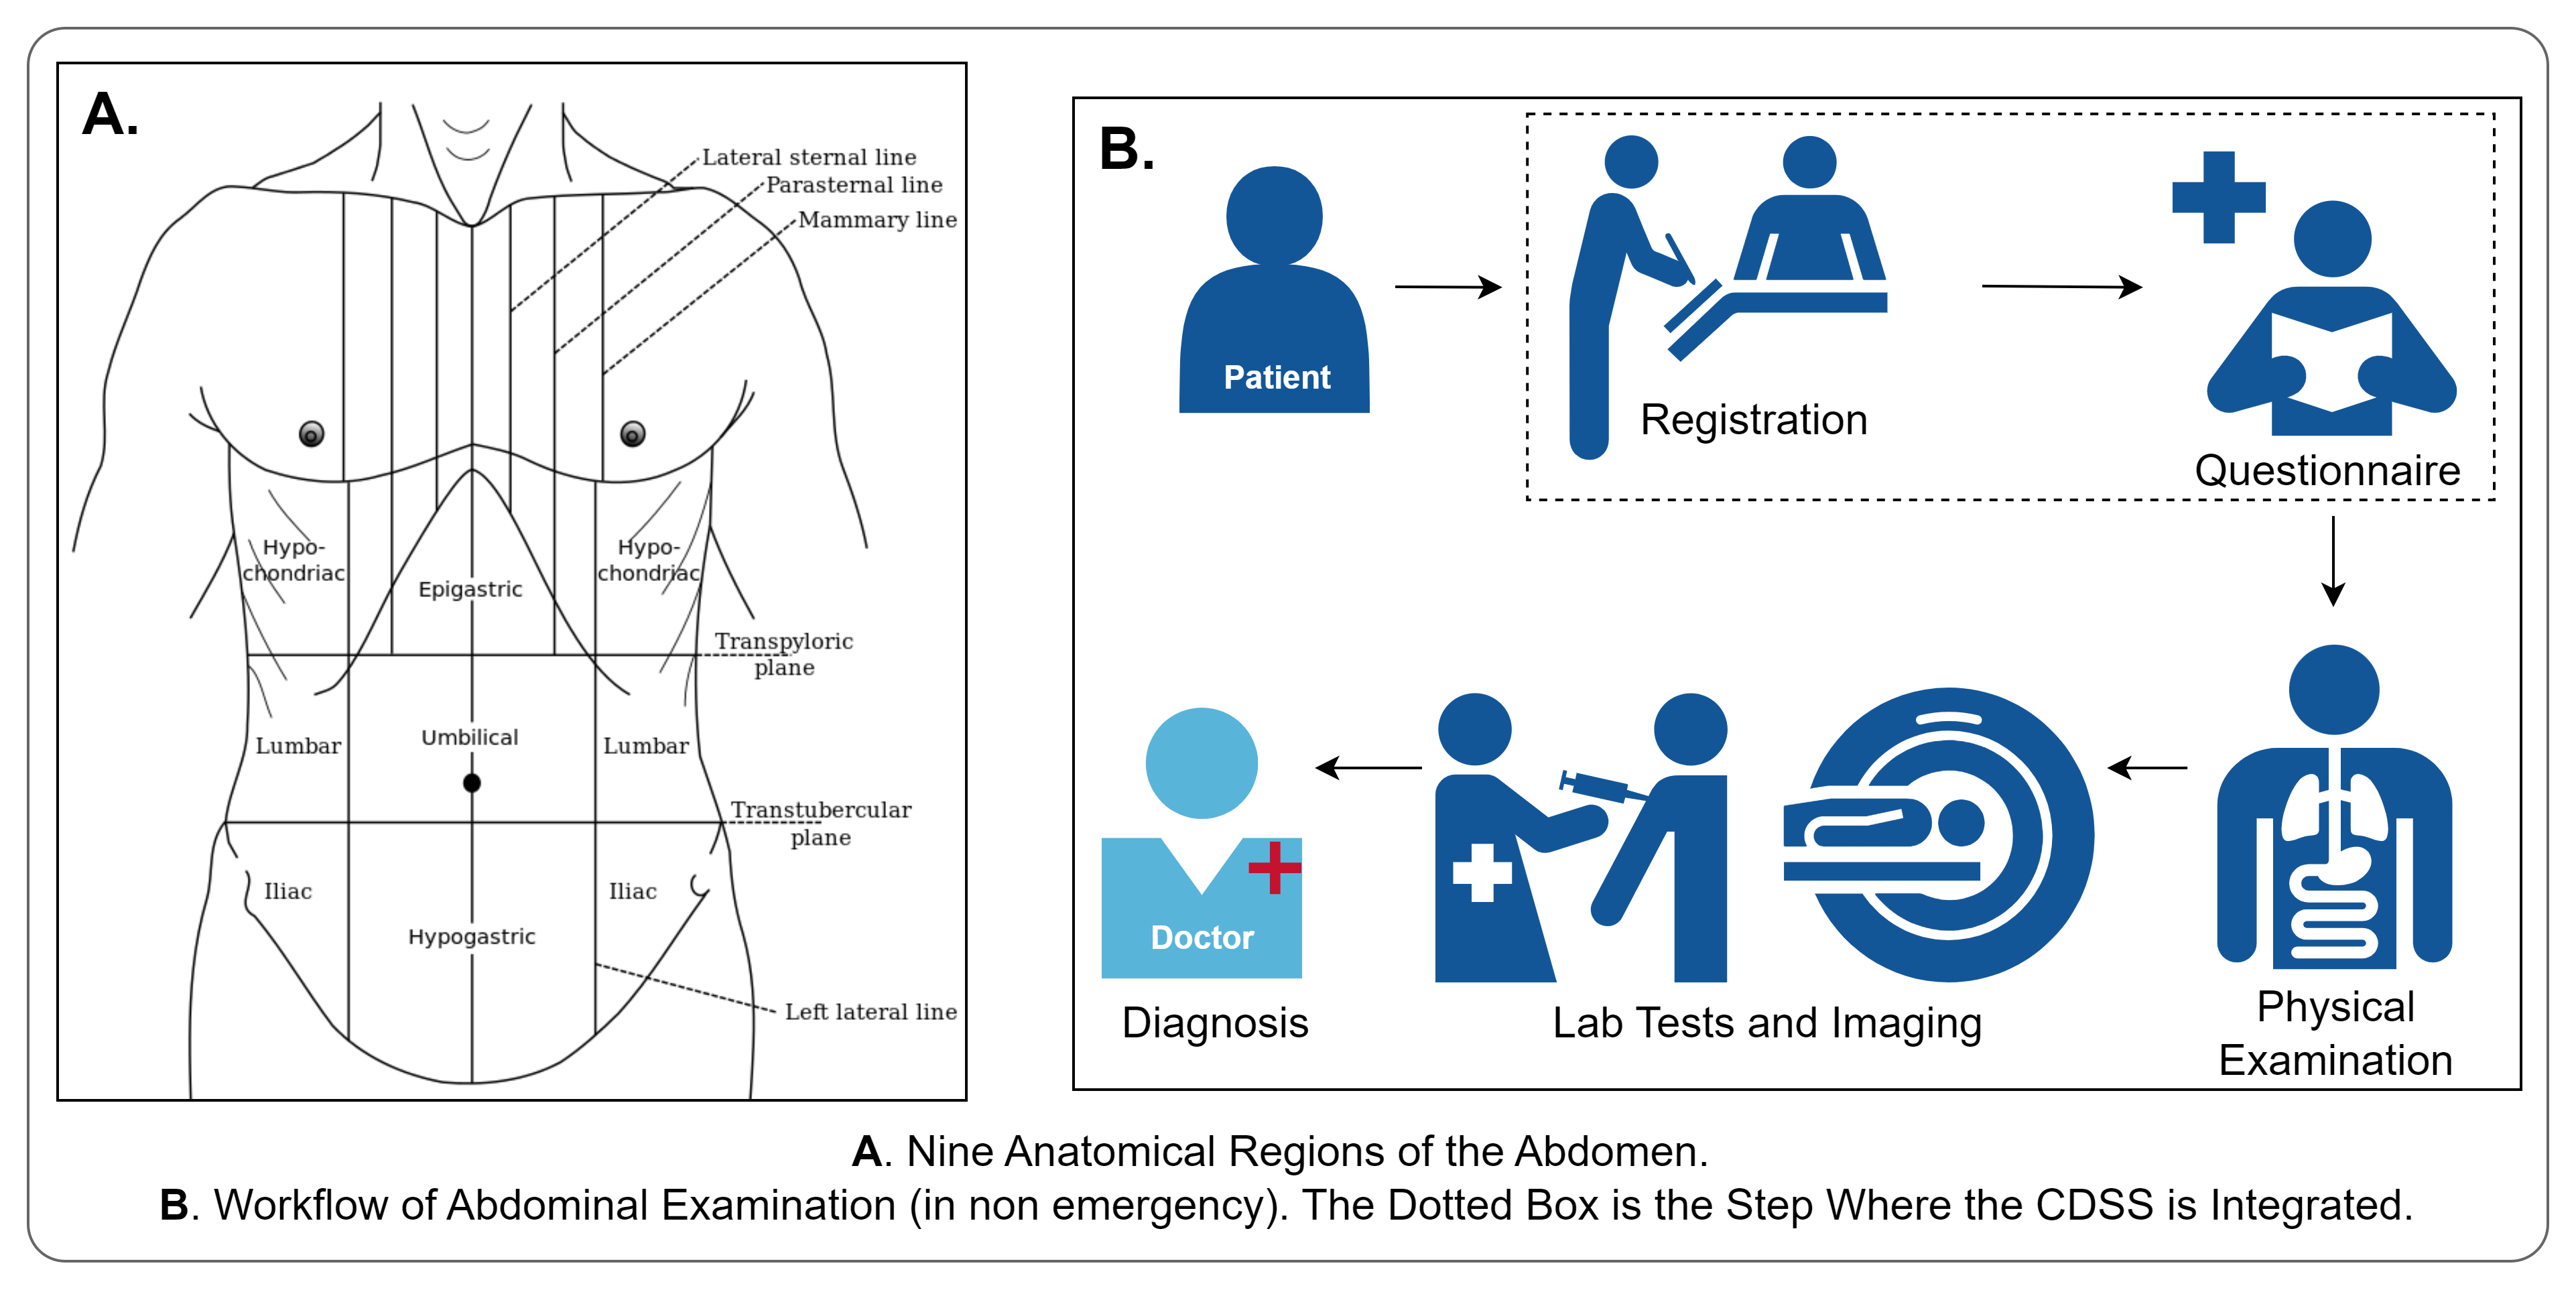 A.
Lateral sternal line
Parasternal line
Mammary line
Hypo-
chondriac
Hypo-
chondriac
Epigastric
Transpyloric
plane
Lumbar
Umbilical
Lumbar
Transtubercular
plane
Iliac
Iliac
Hypogastric
Left lateral line
B.
Patient
Registration
Questionnaire
Physical
Examination
Lab Tests and Imaging
Doctor
Diagnosis
A. Nine Anatomical Regions of the Abdomen.
B. Workflow of Abdominal Examination (in non emergency). The Dotted Box is the Step Where the CDSS is Integrated.